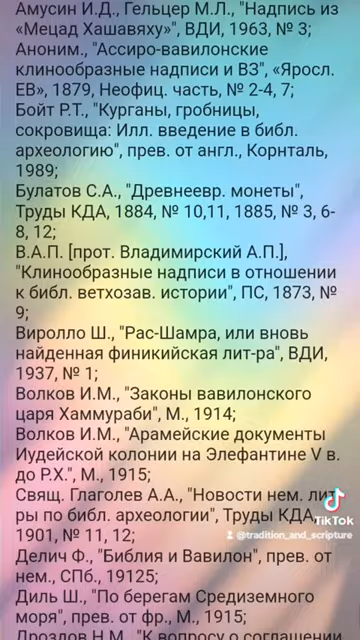 Амусин И.Д., Гельцер М.Л., "Надпись из
«Мецад Хашавяху»", ВДИ, 1963, № 3;
Аноним., "Ассиро-вавилонские
клинообразные надписи и ВЗ", «Яросл.
ЕВ», 1879, Неофиц. часть, № 2-4, 7;
Бойт Р.Т., "Курганы, гробницы,
сокровища: Илл. введение в библ.
археологию", прев. от англ., Корнталь,
1989;
Булатов С.А., "Древнеевр. монеты",
Труды КДА, 1884, № 10,11, 1885, № 3, 6-
8, 12;
В.А.П. [прот. Владимирский А.П.],
"Клинообразные надписи в отношении
к библ. ветхозав. истории", ПС, 1873, №
9;
Виролло Ш., "Рас-Шамра, или вновь
найденная финикийская лит-ра", ВДИ,
1937, № 1;
Волков И.М., "Законы вавилонского
царя Хаммураби", М., 1914;
Волков И.М., "Арамейские документы
Иудейской колонии на Элефантине V в.
до Р.Х.", М., 1915;
Свящ. Глаголев А.А., "Новости нем. лит-
ры по библ. археологии", Труды КДА,
1901, № 11, 12;
Делич Ф., "Библия и Вавилон", прев. от
нем., СПб., 19125;
Диль Ш., "По берегам Средиземного
моря", прев. от фр., М., 1915;
Дроздов Н.М., "К вопросу о соглашении
TikTok
@tradition_and_scripture